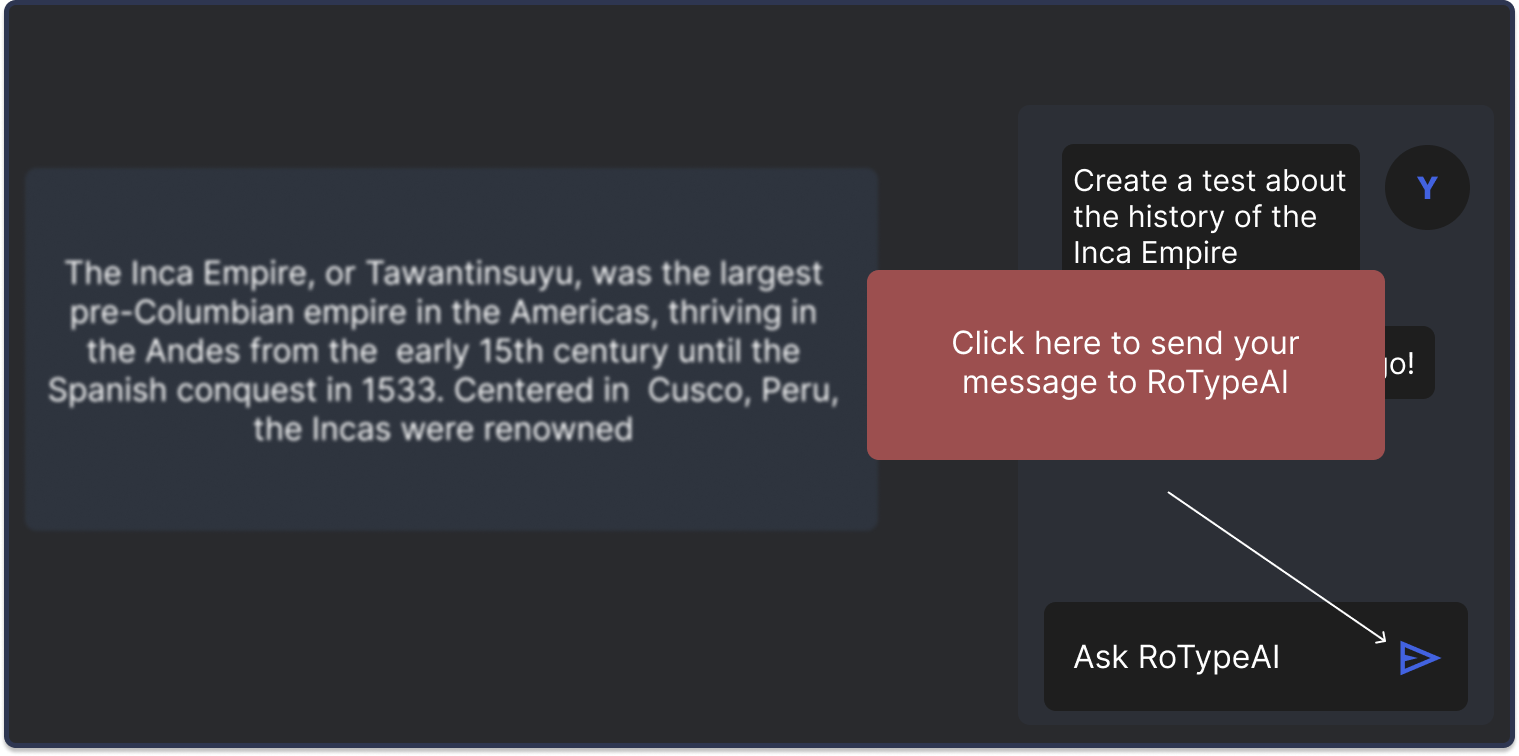 The Inca Empire, or Tawantinsuyu, was the largest
pre-Columbian empire in the Americas, thriving in
the Andes from the early 15th century until the
Spanish conquest in 1533. Centered in Cusco, Peru,
the Incas were renowned
Create a test about
the history of the
Inca Empire
Y
Click here to send your
message to RoTypeAI
Ask RoTypeAI